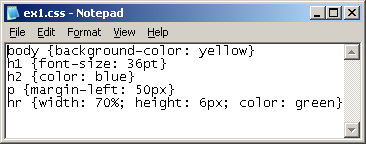 ex1.css - Notepad
File Edit Format View Help
body {background-color: yellow}
h1 {font-size: 36pt}
h2 {color: blue}
p {margin-left: 50px}
hr {width: 70%; height: 6px; color: green}